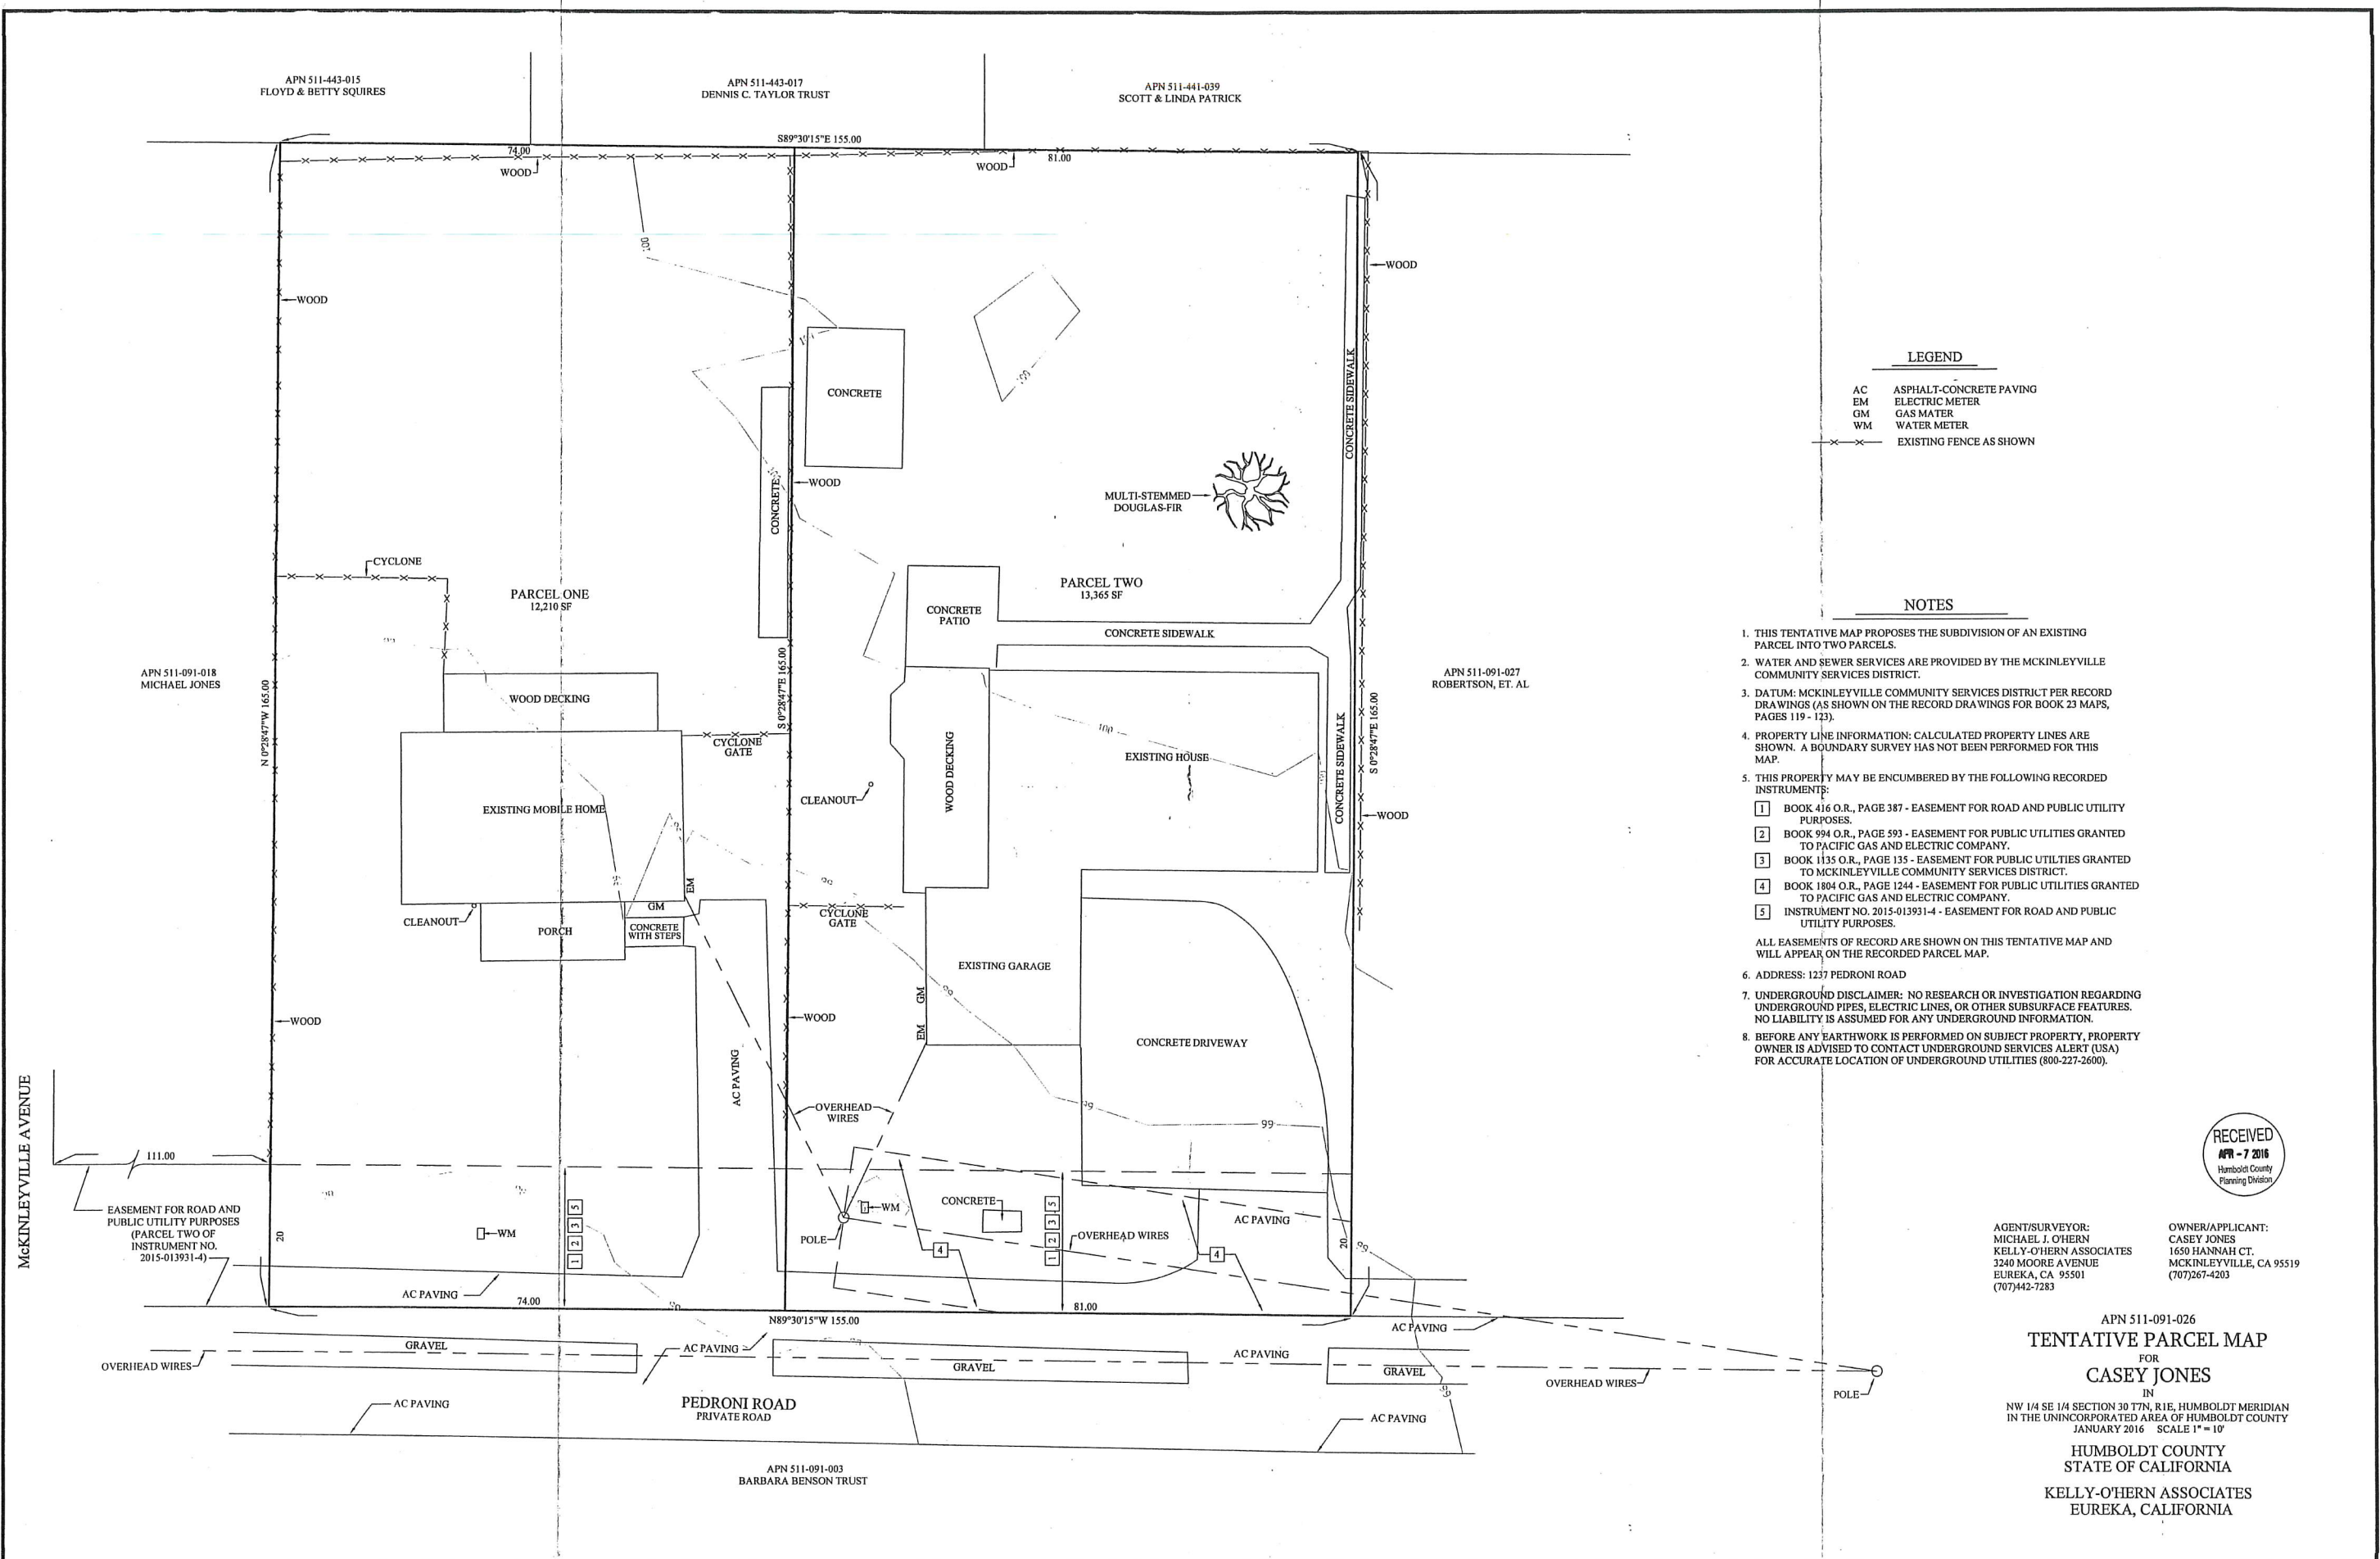 APN 511-443-015
FLOYD & BETTY SQUIRES
APN 511-443-017
DENNIS C. TAYLOR TRUST
APN 511-441-039
SCOTT & LINDA PATRICK
S89°30'15"E 155.00
74.00
81.00
WOOD
WOOD
100
WOOD
WOOD
CONCRETE
100
CONCRETE SIDEWALK
CONCRETE
WOOD
MULTI-STEMMED
DOUGLAS-FIR
CYCLONE
PARCEL ONE
12,210 SF
PARCEL TWO
13,365 SF
CONCRETE
PATIO
CONCRETE SIDEWALK
APN 511-091-018
MICHAEL JONES
N 0°28'47"W 165.00
S 0°28'47"E 165.00
APN 511-091-027
ROBERTSON, ET. AL
S 0°28'47"E 165.00
WOOD DECKING
CYCLONE
GATE
WOOD DECKING
100
EXISTING HOUSE
CONCRETE SIDEWALK
EXISTING MOBILE HOME
CLEANOUT
WOOD
99
99
EM
GM
CLEANOUT
PORCH
CONCRETE
WITH STEPS
CYCLONE
GATE
EXISTING GARAGE
99
GM
EM
WOOD
WOOD
CONCRETE DRIVEWAY
AC PAVING
OVERHEAD
WIRES
99
99
McKINLEYVILLE AVENUE
111.00
EASEMENT FOR ROAD AND
PUBLIC UTILITY PURPOSES
(PARCEL TWO OF
INSTRUMENT NO.
2015-013931-4)
20
WM
1 2 3 5
POLE
WM
CONCRETE
4
1 2 3 5
OVERHEAD WIRES
AC PAVING
4
20
99
AC PAVING
74.00
81.00
N89°30'15"W 155.00
AC PAVING
GRAVEL
AC PAVING
OVERHEAD WIRES
GRAVEL
AC PAVING
GRAVEL
99
OVERHEAD WIRES
POLE
AC PAVING
PEDRONI ROAD
PRIVATE ROAD
AC PAVING
APN 511-091-003
BARBARA BENSON TRUST
LEGEND
AC ASPHALT-CONCRETE PAVING
EM ELECTRIC METER
GM GAS MATER
WM WATER METER
EXISTING FENCE AS SHOWN
NOTES
1. THIS TENTATIVE MAP PROPOSES THE SUBDIVISION OF AN EXISTING
PARCEL INTO TWO PARCELS.
2. WATER AND SEWER SERVICES ARE PROVIDED BY THE MCKINLEYVILLE
COMMUNITY SERVICES DISTRICT.
3. DATUM: MCKINLEYVILLE COMMUNITY SERVICES DISTRICT PER RECORD
DRAWINGS (AS SHOWN ON THE RECORD DRAWINGS FOR BOOK 23 MAPS,
PAGES 119 - 123).
4. PROPERTY LINE INFORMATION: CALCULATED PROPERTY LINES ARE
SHOWN. A BOUNDARY SURVEY HAS NOT BEEN PERFORMED FOR THIS
MAP.
5. THIS PROPERTY MAY BE ENCUMBERED BY THE FOLLOWING RECORDED
INSTRUMENTS:
1 BOOK 416 O.R., PAGE 387 - EASEMENT FOR ROAD AND PUBLIC UTILITY
PURPOSES.
2 BOOK 994 O.R., PAGE 593 - EASEMENT FOR PUBLIC UTILITIES GRANTED
TO PACIFIC GAS AND ELECTRIC COMPANY.
3 BOOK 1135 O.R., PAGE 135 - EASEMENT FOR PUBLIC UTILTIES GRANTED
TO MCKINLEYVILLE COMMUNITY SERVICES DISTRICT.
4 BOOK 1804 O.R., PAGE 1244 - EASEMENT FOR PUBLIC UTILITIES GRANTED
TO PACIFIC GAS AND ELECTRIC COMPANY.
5 INSTRUMENT NO. 2015-013931-4 - EASEMENT FOR ROAD AND PUBLIC
UTILITY PURPOSES.
ALL EASEMENTS OF RECORD ARE SHOWN ON THIS TENTATIVE MAP AND
WILL APPEAR ON THE RECORDED PARCEL MAP.
6. ADDRESS: 1237 PEDRONI ROAD
7. UNDERGROUND DISCLAIMER: NO RESEARCH OR INVESTIGATION REGARDING
UNDERGROUND PIPES, ELECTRIC LINES, OR OTHER SUBSURFACE FEATURES.
NO LIABILITY IS ASSUMED FOR ANY UNDERGROUND INFORMATION.
8. BEFORE ANY EARTHWORK IS PERFORMED ON SUBJECT PROPERTY, PROPERTY
OWNER IS ADVISED TO CONTACT UNDERGROUND SERVICES ALERT (USA)
FOR ACCURATE LOCATION OF UNDERGROUND UTILITIES (800-227-2600).
RECEIVED
APR - 7 2016
Humboldt County
Planning Division
AGENT/SURVEYOR:
MICHAEL J. O'HERN
KELLY-O'HERN ASSOCIATES
3240 MOORE AVENUE
EUREKA, CA 95501
(707)442-7283
OWNER/APPLICANT:
CASEY JONES
1650 HANNAH CT.
MCKINLEYVILLE, CA 95519
(707)267-4203
APN 511-091-026
TENTATIVE PARCEL MAP
FOR
CASEY JONES
IN
NW 1/4 SE 1/4 SECTION 30 T7N, R1E, HUMBOLDT MERIDIAN
IN THE UNINCORPORATED AREA OF HUMBOLDT COUNTY
JANUARY 2016 SCALE 1" = 10'
HUMBOLDT COUNTY
STATE OF CALIFORNIA
KELLY-O'HERN ASSOCIATES
EUREKA, CALIFORNIA